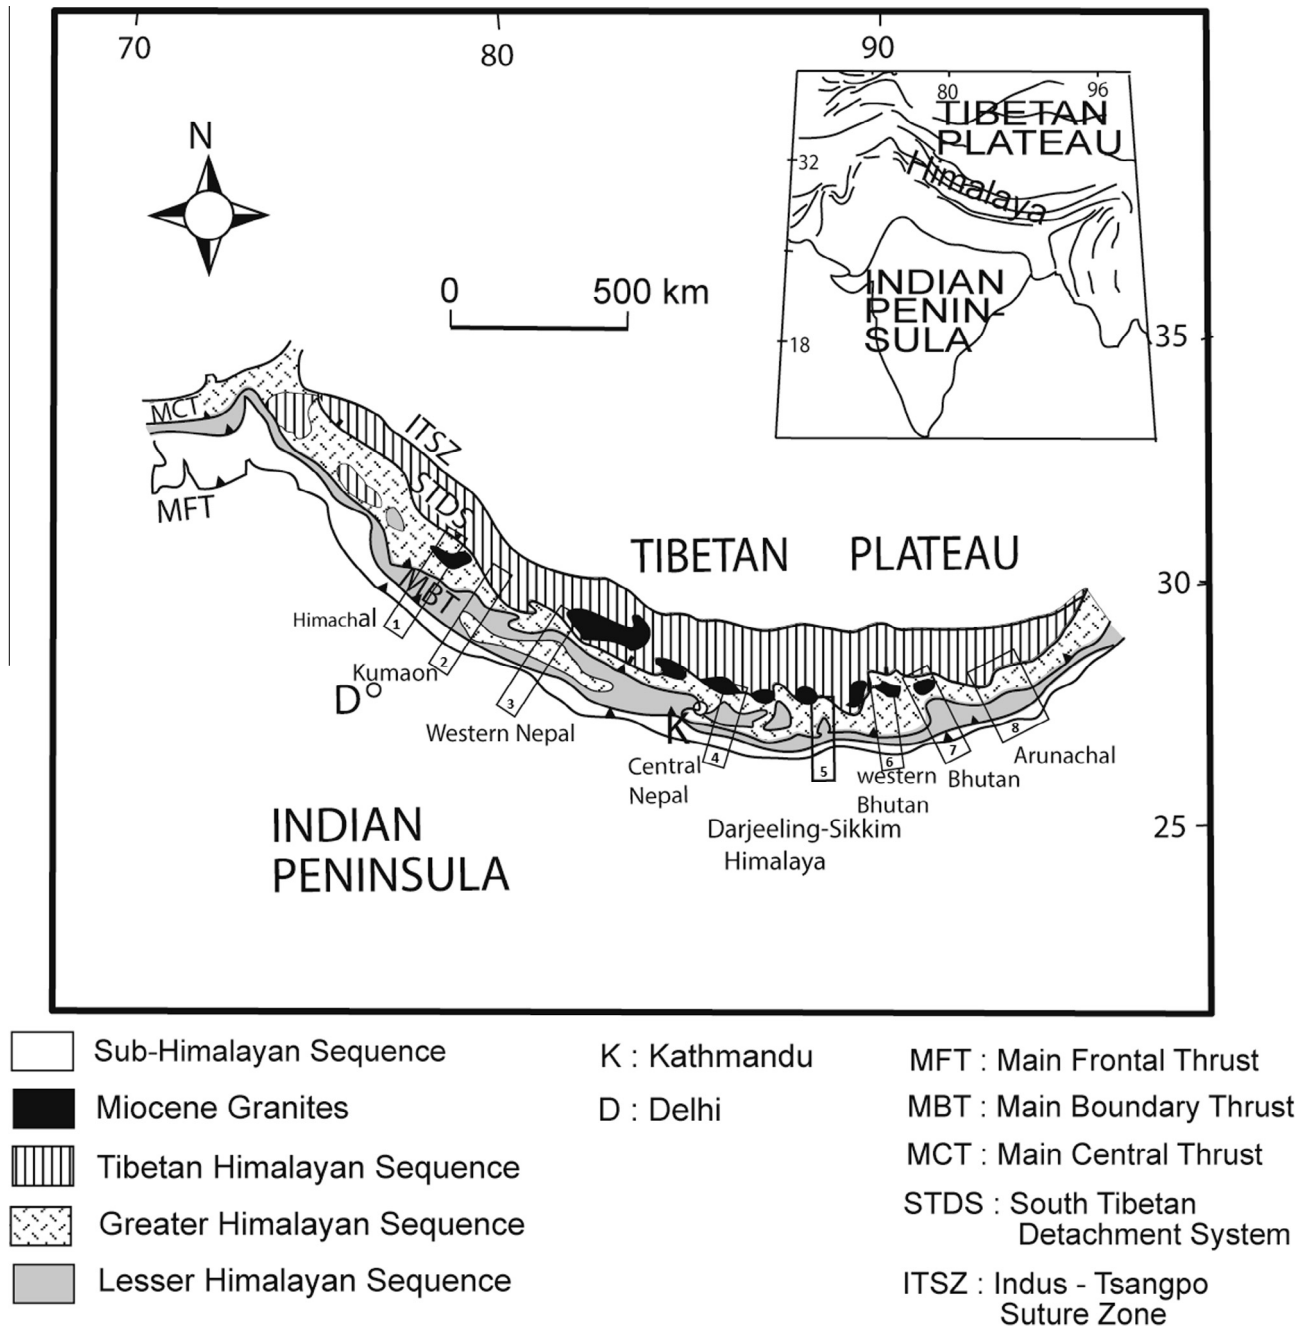 70
80
90
N
0 500 km
80
96
TIBETAN
PLATEAU
32
Himalaya
INDIAN
PENIN-
SULA
18
35
MCT
ITSZ
MFT
STDS
TIBETAN PLATEAU
30
MBT
Himachal
1
2
Kumaon
D
3
Western Nepal
K
4
Central
Nepal
5
6
western
Bhutan
7
Bhutan
8
Arunachal
25
INDIAN
PENINSULA
Darjeeling-Sikkim
Himalaya
Sub-Himalayan Sequence
Miocene Granites
Tibetan Himalayan Sequence
Greater Himalayan Sequence
Lesser Himalayan Sequence
K : Kathmandu
D : Delhi
MFT : Main Frontal Thrust
MBT : Main Boundary Thrust
MCT : Main Central Thrust
STDS : South Tibetan
Detachment System
ITSZ : Indus - Tsangpo
Suture Zone